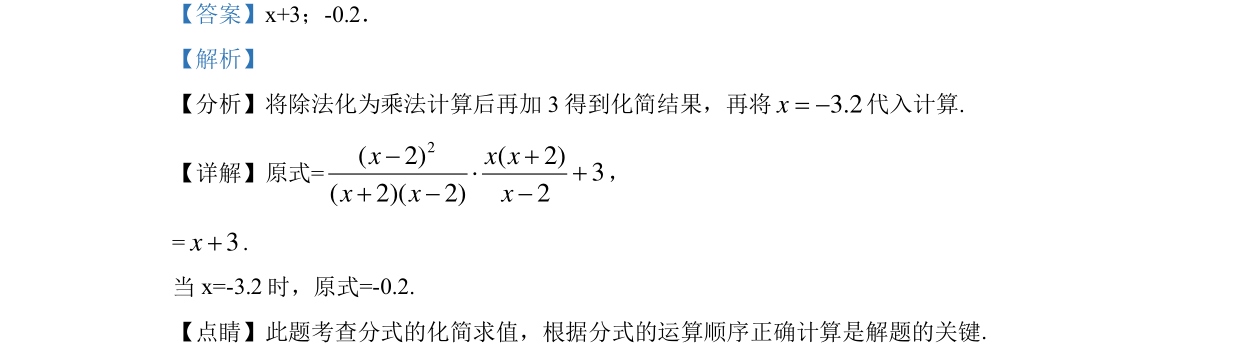 【答案】x+3；-0.2．
【解析】
【分析】将除法化为乘法计算后再加 3 得到化简结果，再将 $x=-3.2$ 代入计算.
【详解】原式= $\frac{(x-2)^2}{(x+2)(x-2)} \cdot \frac{x(x+2)}{x-2}+3$，
= $x+3$.
当 x=-3.2 时，原式=-0.2.
【点睛】此题考查分式的化简求值，根据分式的运算顺序正确计算是解题的关键.